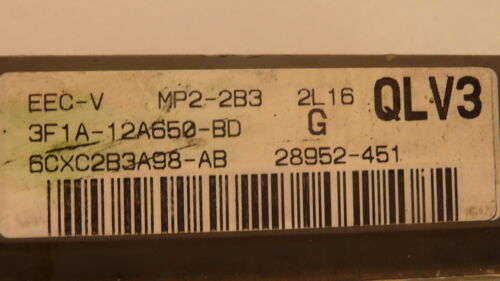 EEC-V MP2-2B3 2L16 QLV3
3F1A-12A650-BD G
6CXC2B3A98-AB 28952-451